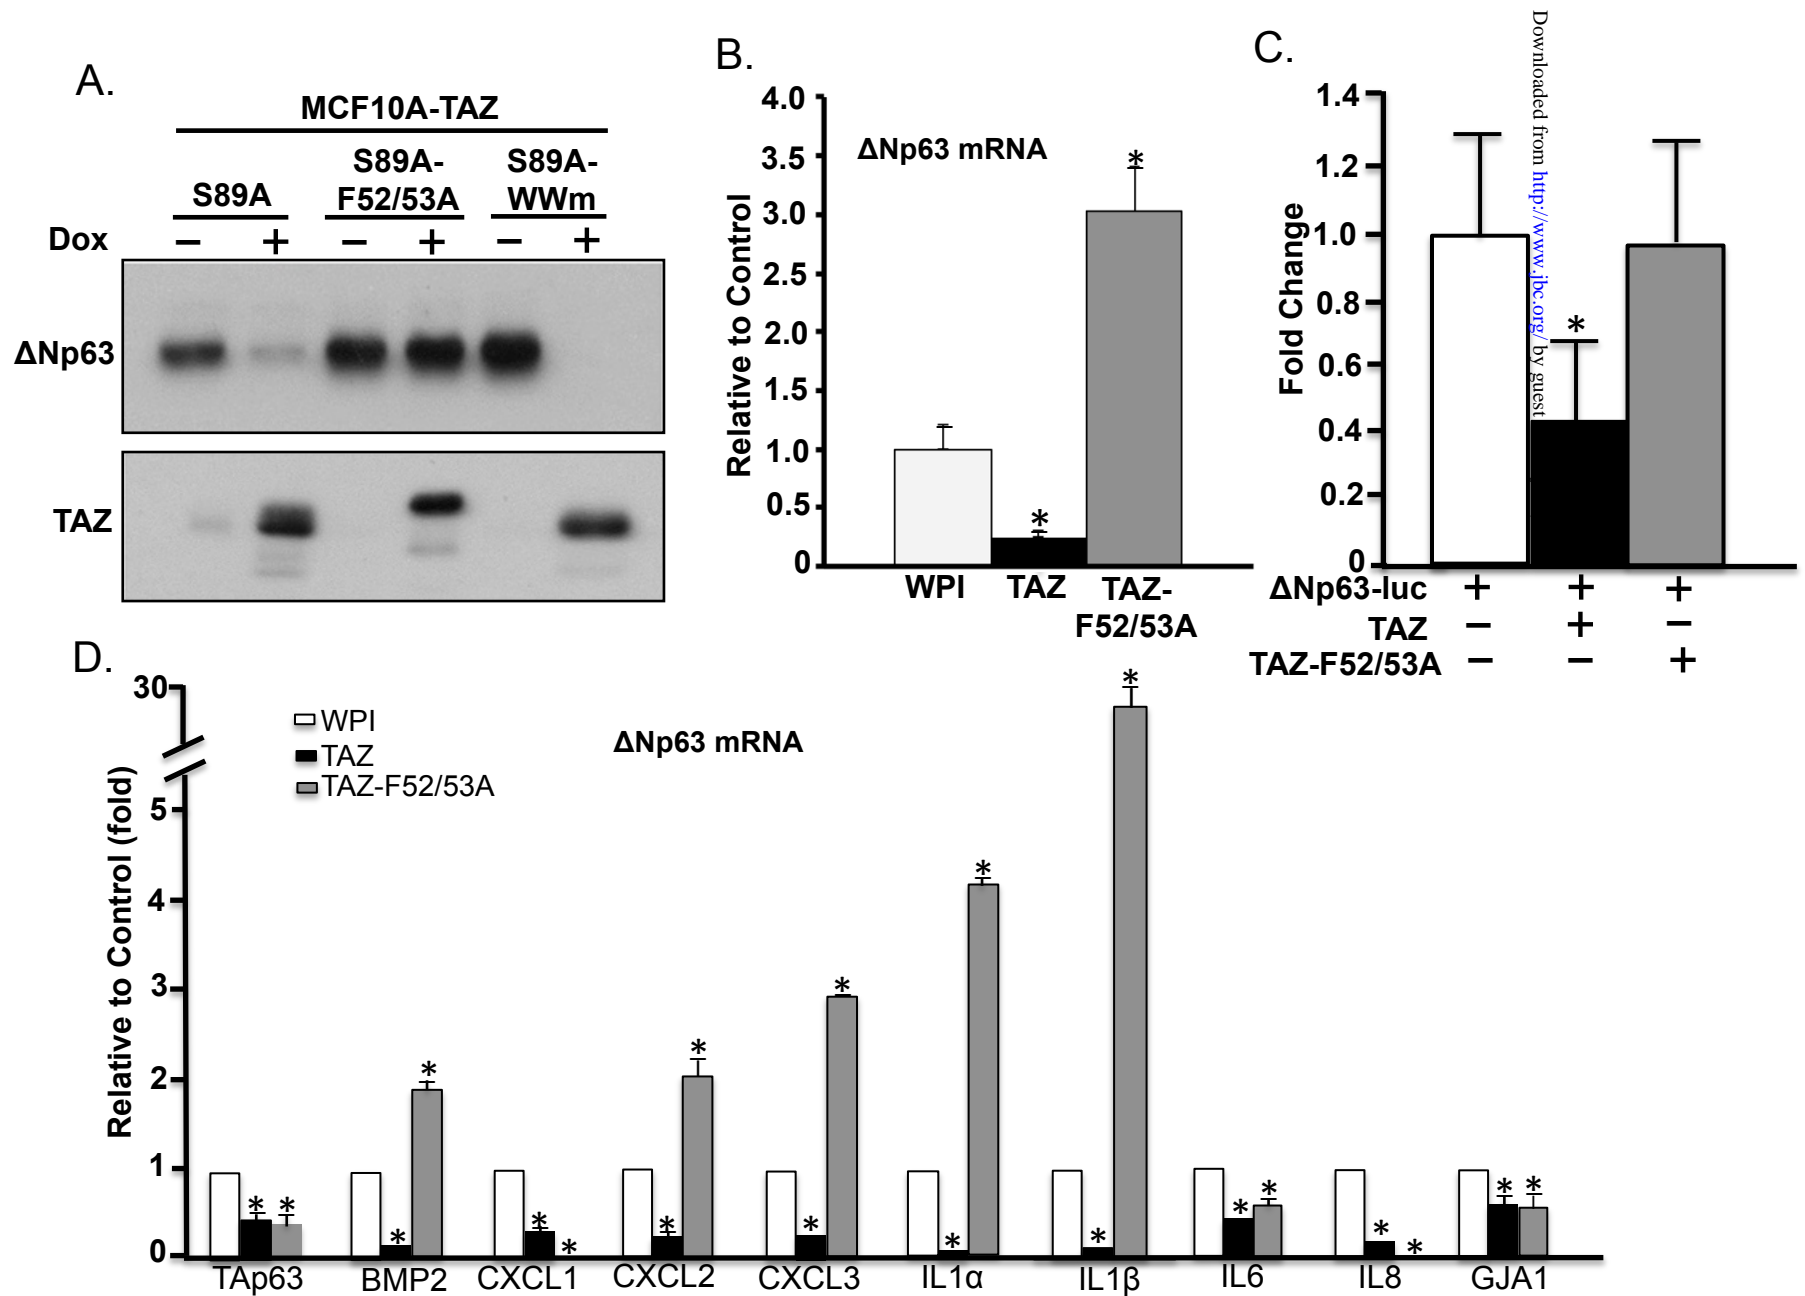 A.
MCF10A-TAZ
S89A
S89A-
F52/53A
S89A-
WWm
Dox − + − + − +
ΔNp63
TAZ
B.
ΔNp63 mRNA
Relative to Control
4.0
3.5
3.0
2.5
2.0
1.5
1.0
0.5
0
*
*
WPI TAZ TAZ-
F52/53A
C.
Fold Change
1.4
1.2
1.0
0.8
0.6
0.4
0.2
0
*
ΔNp63-luc + + +
TAZ − + −
TAZ-F52/53A − − +
Downloaded from http://www.jbc.org/ by guest
D.
ΔNp63 mRNA
WPI
TAZ
TAZ-F52/53A
Relative to Control (fold)
30
5
4
3
2
1
0
* * * * * * * * * * * * * * * * * * * *
TAp63 BMP2 CXCL1 CXCL2 CXCL3 IL1α IL1β IL6 IL8 GJA1